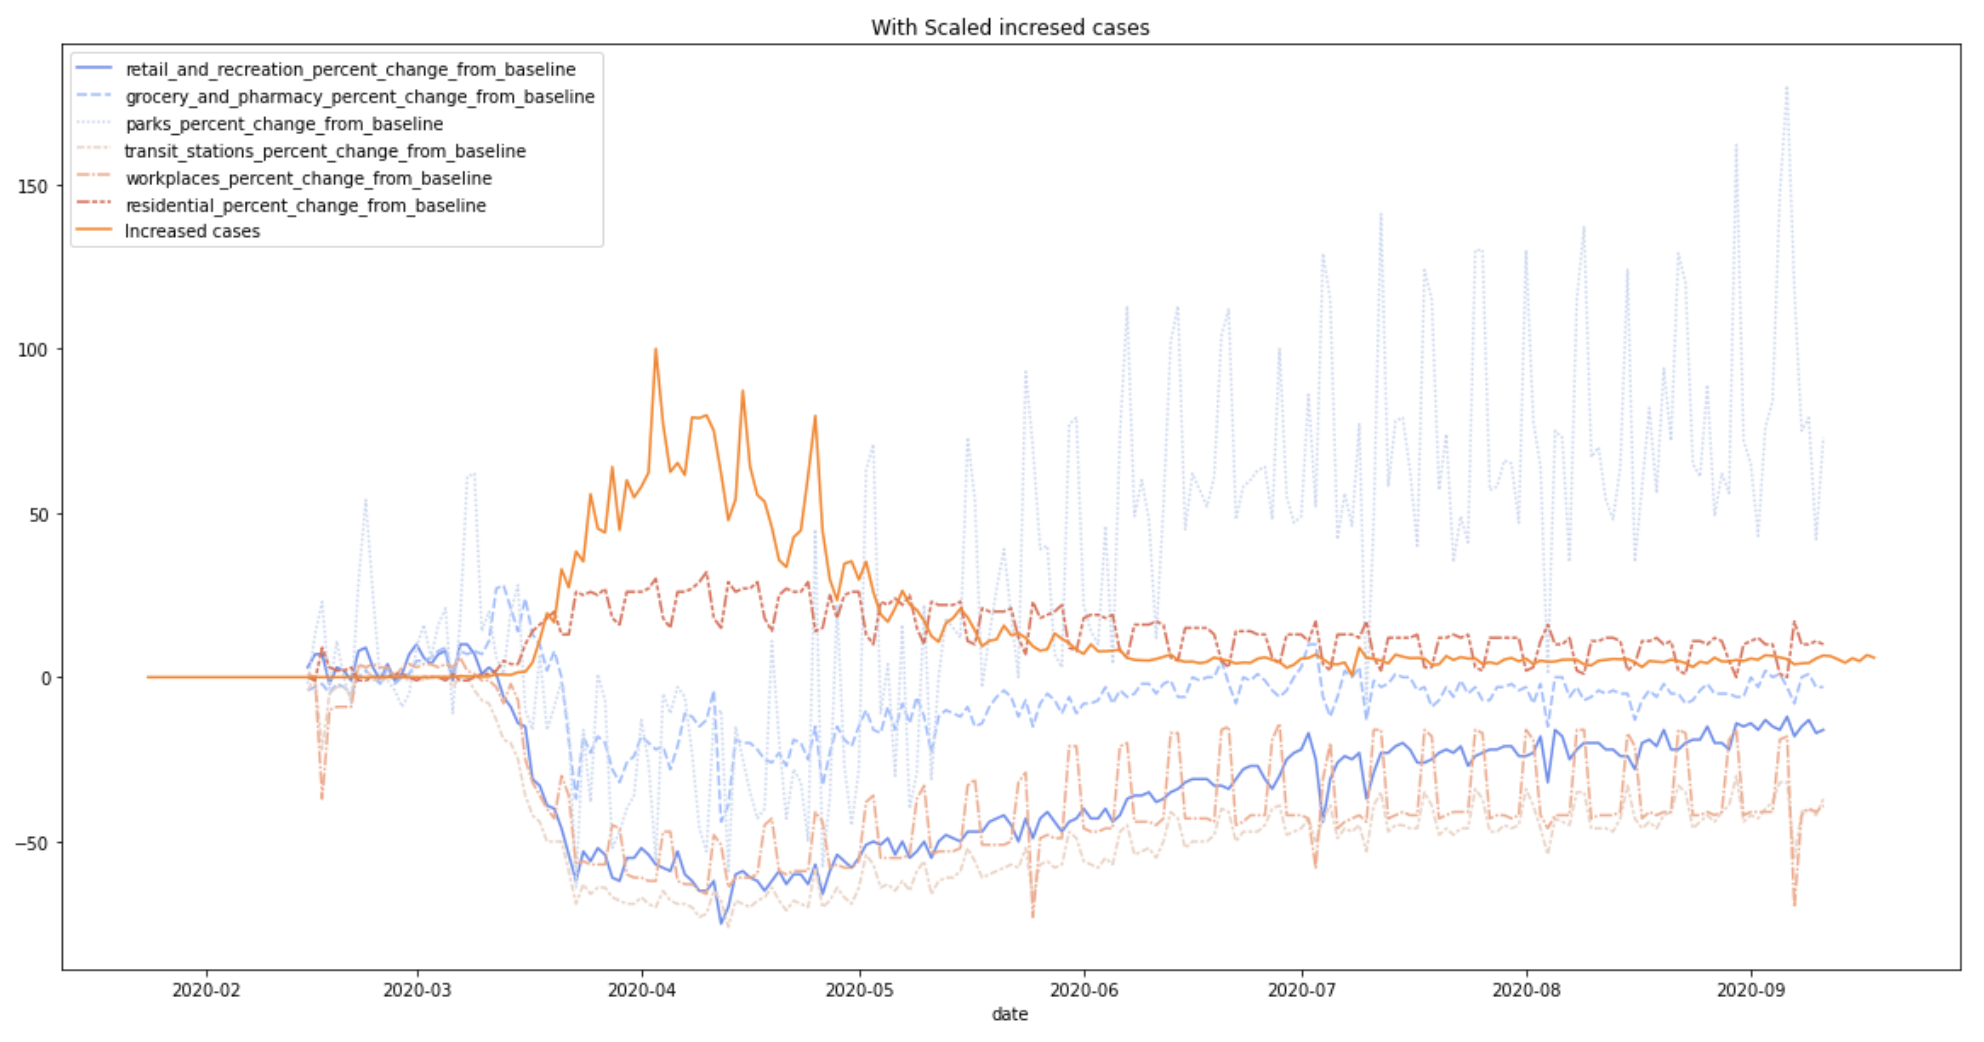 With Scaled incresed cases
retail_and_recreation_percent_change_from_baseline
grocery_and_pharmacy_percent_change_from_baseline
parks_percent_change_from_baseline
transit_stations_percent_change_from_baseline
workplaces_percent_change_from_baseline
residential_percent_change_from_baseline
Increased cases
150
100
50
0
−50
2020-02 2020-03 2020-04 2020-05 2020-06 2020-07 2020-08 2020-09
date